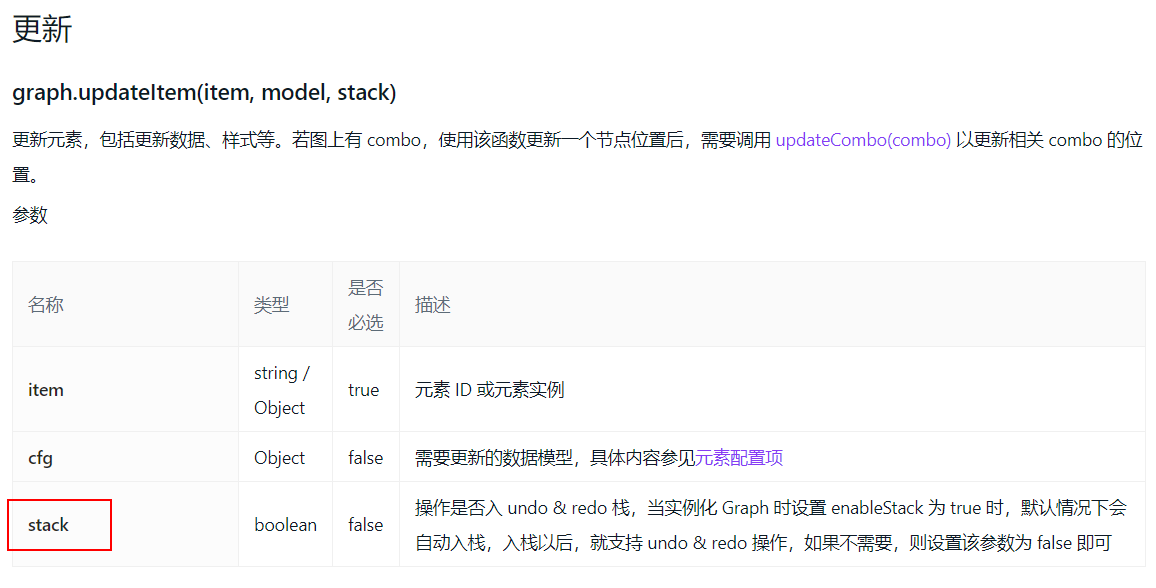 更新
graph.updateItem(item, model, stack)
更新元素，包括更新数据、样式等。若图上有 combo，使用该函数更新一个节点位置后，需要调用 updateCombo(combo) 以更新相关 combo 的位
置。
参数
名称 类型 是否 描述
必选
item string / true 元素 ID 或元素实例
Object
cfg Object false 需要更新的数据模型，具体内容参见元素配置项
stack boolean false 操作是否入 undo & redo 栈，当实例化 Graph 时设置 enableStack 为 true 时，默认情况下会
自动入栈，入栈以后，就支持 undo & redo 操作，如果不需要，则设置该参数为 false 即可